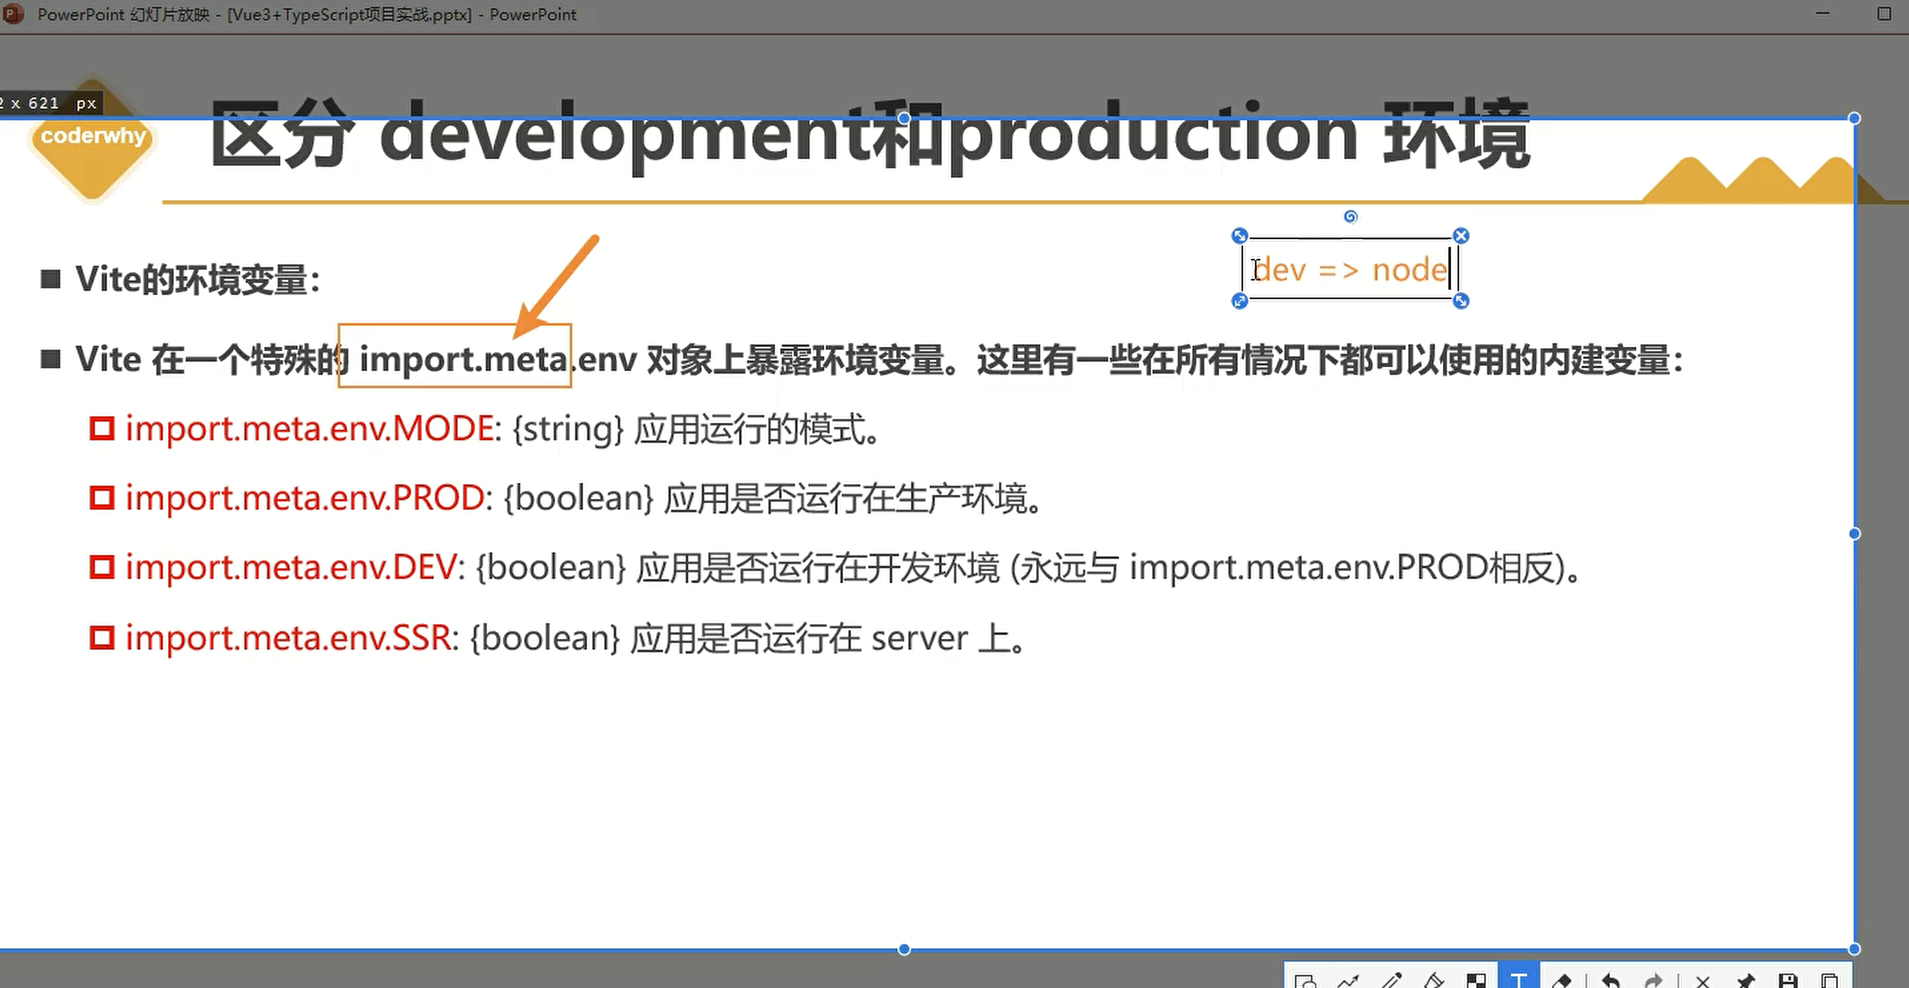 PowerPoint 幻灯片放映 - [Vue3+TypeScript项目实战.pptx] - PowerPoint
2 x 621 px
coderwhy
区分 development和production 环境
dev => node
Vite的环境变量：
Vite 在一个特殊的 import.meta.env 对象上暴露环境变量。这里有一些在所有情况下都可以使用的内建变量：
import.meta.env.MODE: {string} 应用运行的模式。
import.meta.env.PROD: {boolean} 应用是否运行在生产环境。
import.meta.env.DEV: {boolean} 应用是否运行在开发环境 (永远与 import.meta.env.PROD相反)。
import.meta.env.SSR: {boolean} 应用是否运行在 server 上。